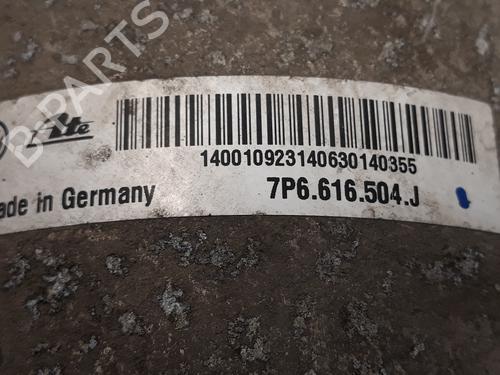 B-PARTS
Ate
14001092314063014035​5
ade in Germany
7P6.616.504.J